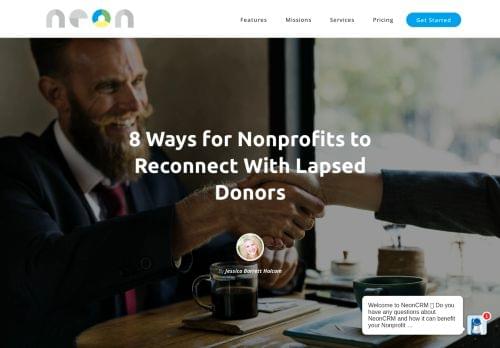 neon
Features Missions Services Pricing Get Started
8 Ways for Nonprofits to
Reconnect With Lapsed
Donors
By Jessica Barrett Halcom
Welcome to NeonCRM Do you
have any questions about
NeonCRM and how it can benefit
your Nonprofit ...
1